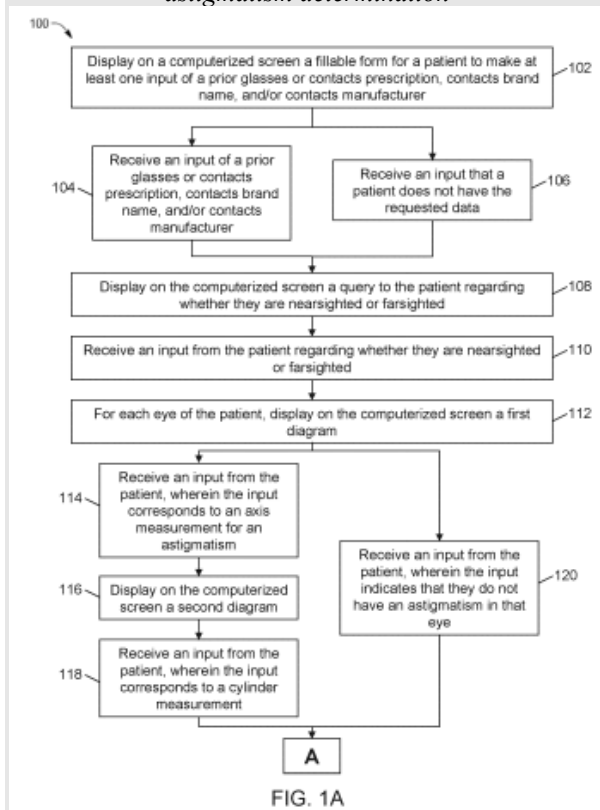 astigmatism determination
100
Display on a computerized screen a fillable form for a patient to make at
least one input of a prior glasses or contacts prescription, contacts brand
name, and/or contacts manufacturer
102
Receive an input of a prior
glasses or contacts
prescription, contacts brand
name, and/or contacts
manufacturer
104
Receive an input that a
patient does not have the
requested data
106
Display on the computerized screen a query to the patient regarding
whether they are nearsighted or farsighted
108
Receive an input from the patient regarding whether they are nearsighted
or farsighted
110
For each eye of the patient, display on the computerized screen a first
diagram
112
Receive an input from the
patient, wherein the input
corresponds to an axis
measurement for an
astigmatism
114
Display on the computerized
screen a second diagram
116
Receive an input from the
patient, wherein the input
corresponds to a cylinder
measurement
118
Receive an input from the
patient, wherein the input
indicates that they do not
have an astigmatism in that
eye
120
A
FIG. 1A